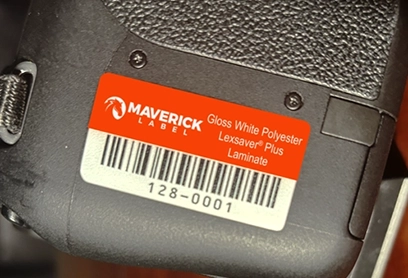 MAVERICK
LABEL
Gloss White Polyester
Lexsaver® Plus
Laminate
128-0001